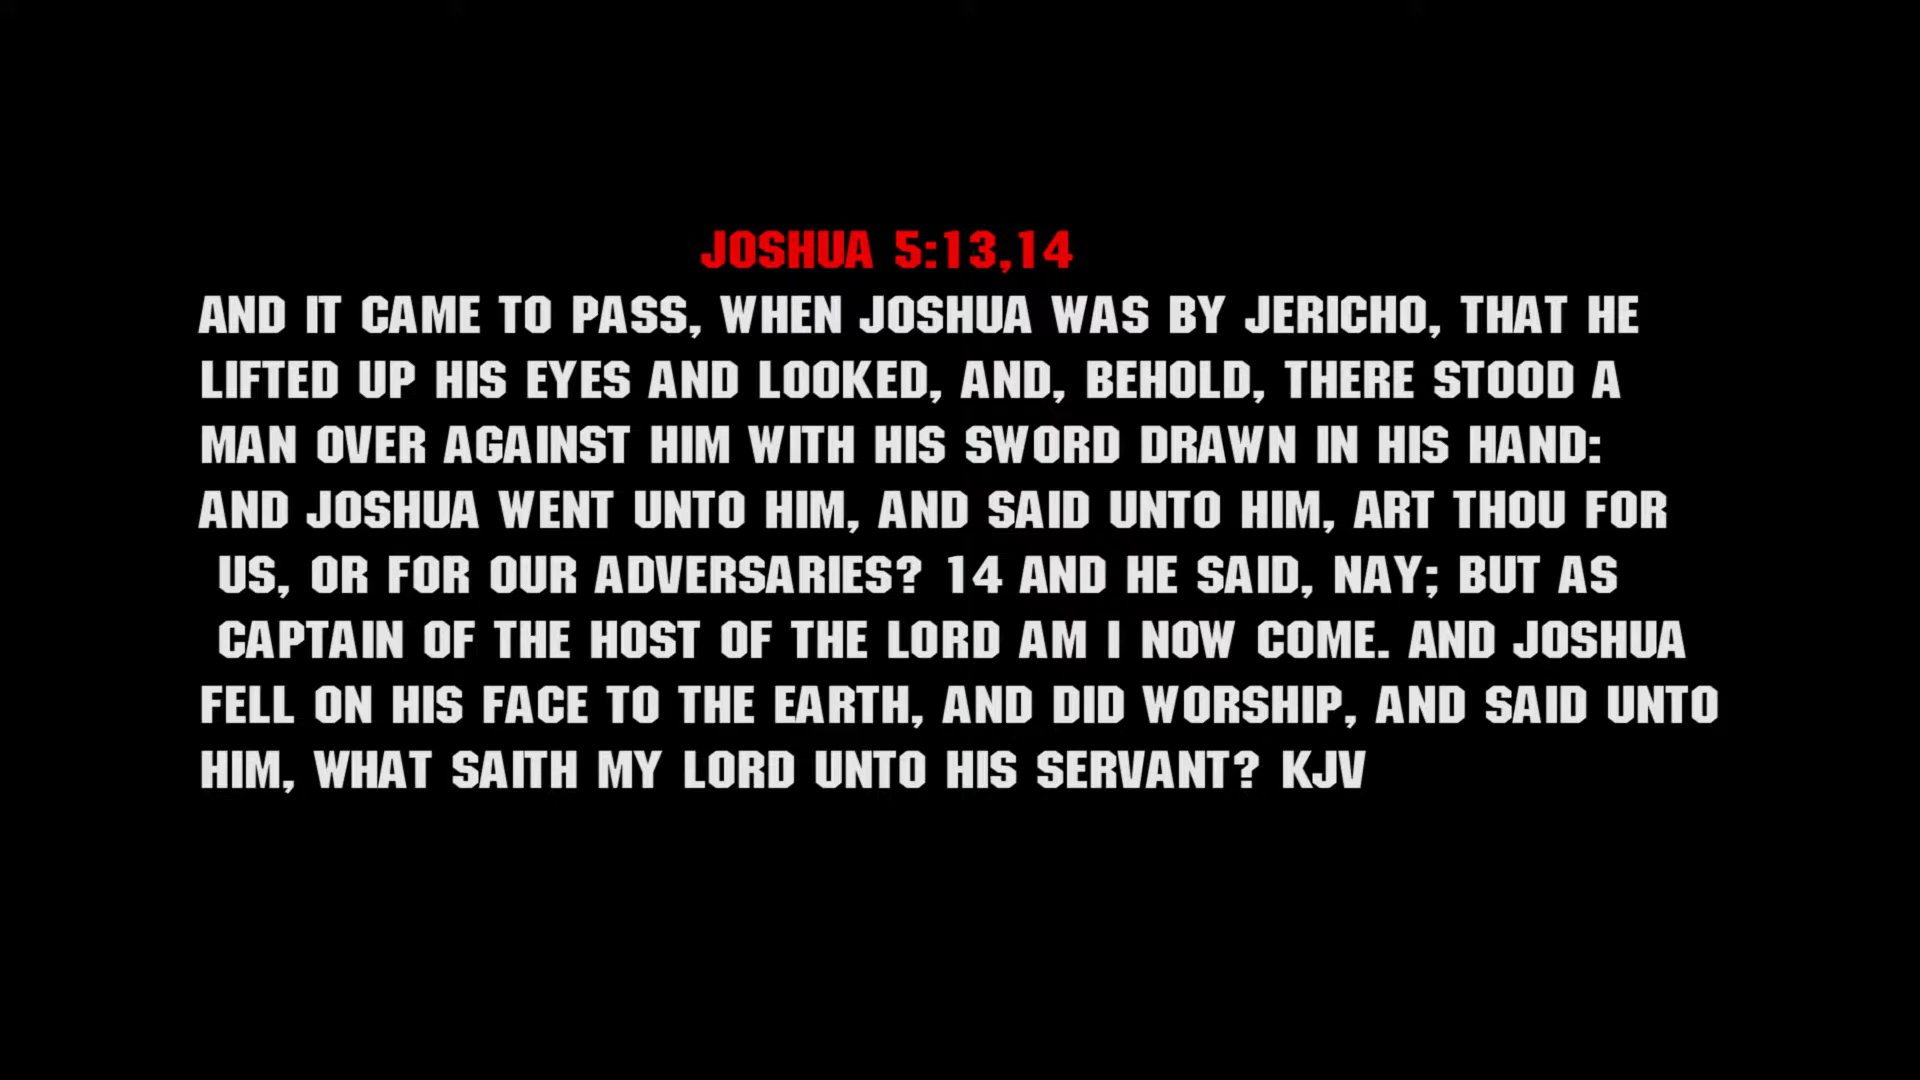 JOSHUA 5:13,14
AND IT CAME TO PASS, WHEN JOSHUA WAS BY JERICHO, THAT HE
LIFTED UP HIS EYES AND LOOKED, AND, BEHOLD, THERE STOOD A
MAN OVER AGAINST HIM WITH HIS SWORD DRAWN IN HIS HAND:
AND JOSHUA WENT UNTO HIM, AND SAID UNTO HIM, ART THOU FOR
US, OR FOR OUR ADVERSARIES? 14 AND HE SAID, NAY; BUT AS
CAPTAIN OF THE HOST OF THE LORD AM I NOW COME. AND JOSHUA
FELL ON HIS FACE TO THE EARTH, AND DID WORSHIP, AND SAID UNTO
HIM, WHAT SAITH MY LORD UNTO HIS SERVANT? KJV